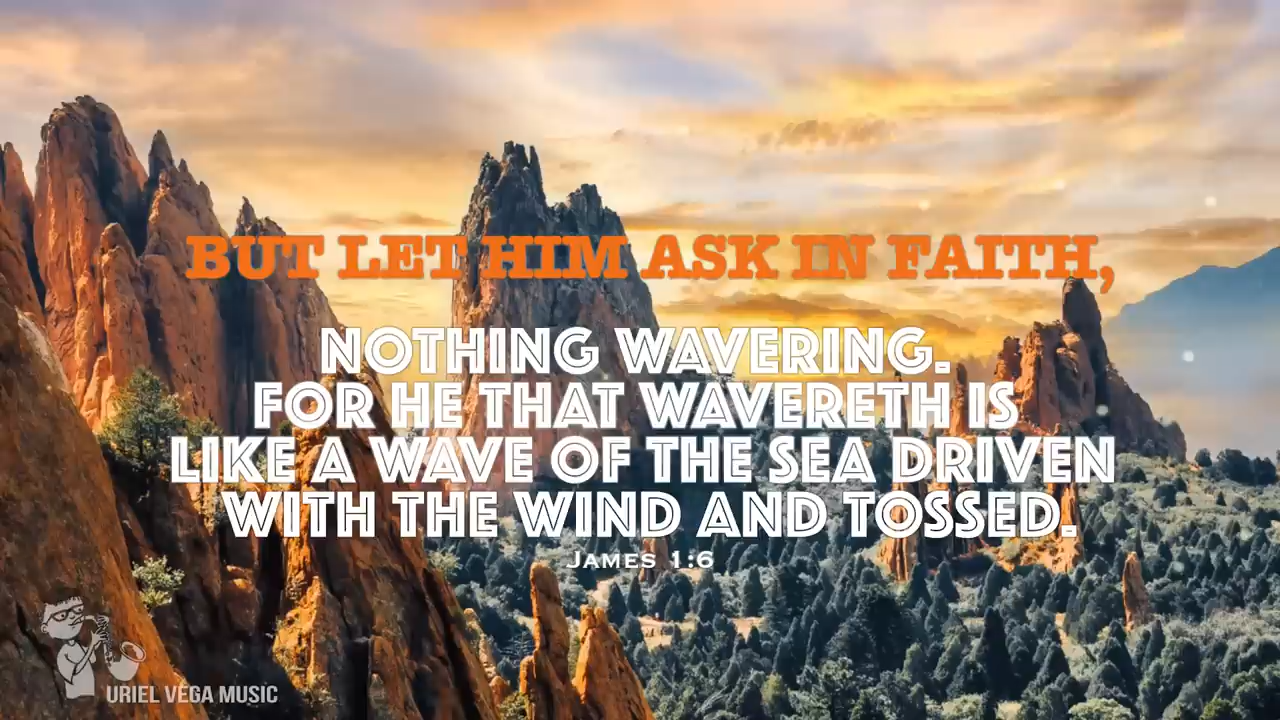 BUT LET HIM ASK IN FAITH,
NOTHING WAVERING.
FOR HE THAT WAVERETH IS
LIKE A WAVE OF THE SEA DRIVEN
WITH THE WIND AND TOSSED.
JAMES 1:6
URIEL VEGA MUSIC